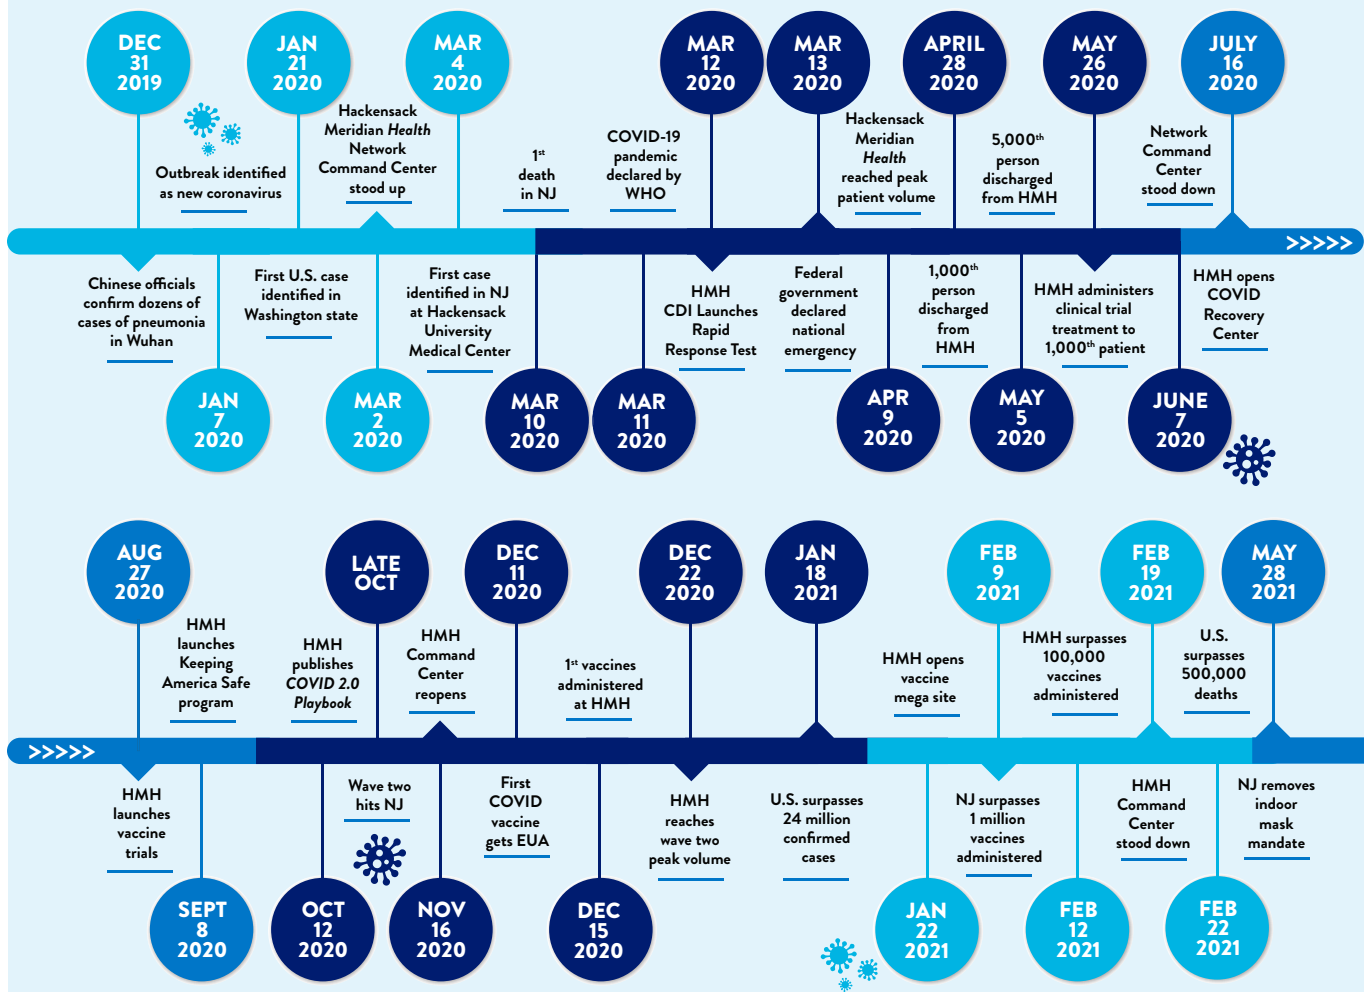 DEC
31
2019
JAN
21
2020
MAR
4
2020
MAR
12
2020
MAR
13
2020
APRIL
28
2020
MAY
26
2020
JULY
16
2020
Outbreak identified
as new coronavirus
Hackensack
Meridian Health
Network
Command Center
stood up
1st
death
in NJ
COVID-19
pandemic
declared by
WHO
Hackensack
Meridian
Health
reached peak
patient volume
5,000th
person
discharged
from HMH
Network
Command
Center
stood down
>>>>>
Chinese officials
confirm dozens of
cases of pneumonia
in Wuhan
First U.S. case
identified in
Washington state
First case
identified in NJ
at Hackensack
University
Medical Center
HMH
CDI Launches
Rapid
Response Test
Federal
government
declared
national
emergency
1,000th
person
discharged
from
HMH
HMH administers
clinical trial
treatment to
1,000th patient
HMH opens
COVID
Recovery
Center
JAN
7
2020
MAR
2
2020
MAR
10
2020
MAR
11
2020
APR
9
2020
MAY
5
2020
JUNE
7
2020
AUG
27
2020
LATE
OCT
DEC
11
2020
DEC
22
2020
JAN
18
2021
FEB
9
2021
FEB
19
2021
MAY
28
2021
HMH
launches
Keeping
America Safe
program
HMH
publishes
COVID 2.0
Playbook
HMH
Command
Center
reopens
1st vaccines
administered
at HMH
HMH opens
vaccine
mega site
HMH surpasses
100,000
vaccines
administered
U.S.
surpasses
500,000
deaths
>>>>>
HMH
launches
vaccine
trials
Wave two
hits NJ
First
COVID
vaccine
gets EUA
HMH
reaches
wave two
peak volume
U.S. surpasses
24 million
confirmed
cases
NJ surpasses
1 million
vaccines
administered
HMH
Command
Center
stood down
NJ removes
indoor
mask
mandate
SEPT
8
2020
OCT
12
2020
NOV
16
2020
DEC
15
2020
JAN
22
2021
FEB
12
2021
FEB
22
2021